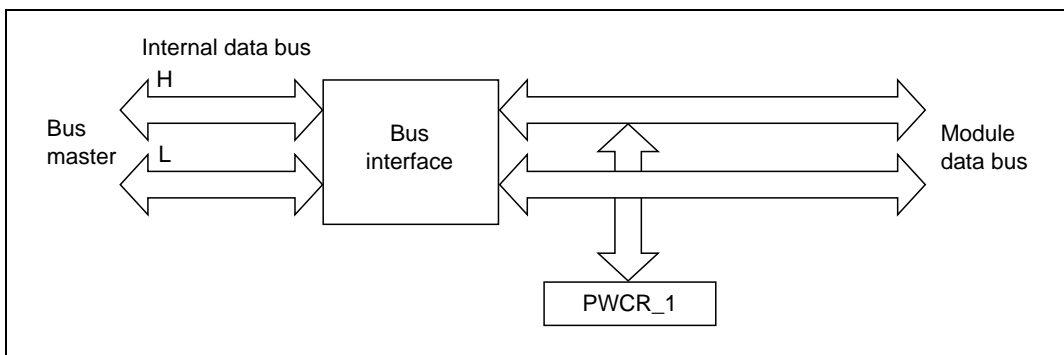 Internal data bus
H
Bus
master
L
Bus
interface
Module
data bus
PWCR_1